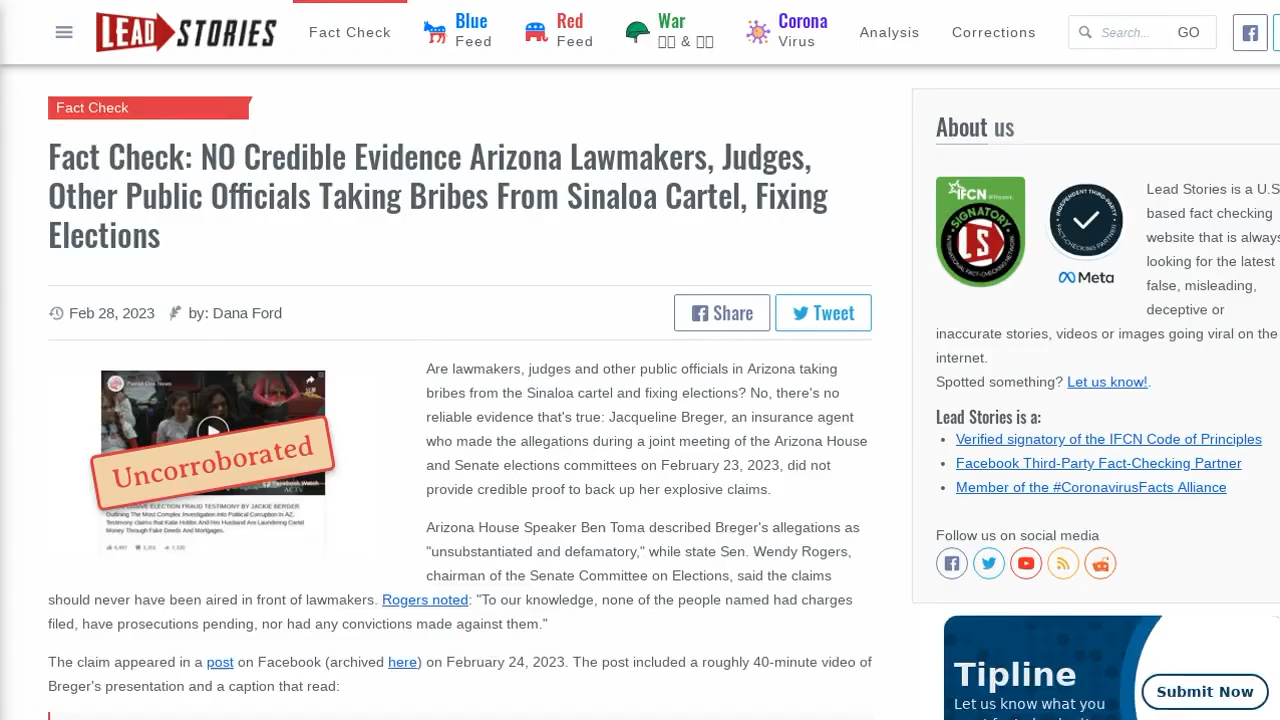 LEAD STORIES
Fact Check
Blue
Feed
Red
Feed
War
&
Corona
Virus
Analysis
Corrections
Search...
GO
Fact Check
Fact Check: NO Credible Evidence Arizona Lawmakers, Judges,
Other Public Officials Taking Bribes From Sinaloa Cartel, Fixing
Elections
Feb 28, 2023 by: Dana Ford
Share
Tweet
Uncorroborated
Are lawmakers, judges and other public officials in Arizona taking
bribes from the Sinaloa cartel and fixing elections? No, there's no
reliable evidence that's true: Jacqueline Breger, an insurance agent
who made the allegations during a joint meeting of the Arizona House
and Senate elections committees on February 23, 2023, did not
provide credible proof to back up her explosive claims.
Arizona House Speaker Ben Toma described Breger's allegations as
"unsubstantiated and defamatory," while state Sen. Wendy Rogers,
chairman of the Senate Committee on Elections, said the claims
should never have been aired in front of lawmakers. Rogers noted: "To our knowledge, none of the people named had charges
filed, have prosecutions pending, nor had any convictions made against them."
The claim appeared in a post on Facebook (archived here) on February 24, 2023. The post included a roughly 40-minute video of
Breger's presentation and a caption that read:
About us
IFCN
SIGNATORY
LS
Meta
Lead Stories is a U.S
based fact checking
website that is always
looking for the latest
false, misleading,
deceptive or
inaccurate stories, videos or images going viral on the
internet.
Spotted something? Let us know!.
Lead Stories is a:
Verified signatory of the IFCN Code of Principles
Facebook Third-Party Fact-Checking Partner
Member of the #CoronavirusFacts Alliance
Follow us on social media
Tipline
Let us know what you
Submit Now